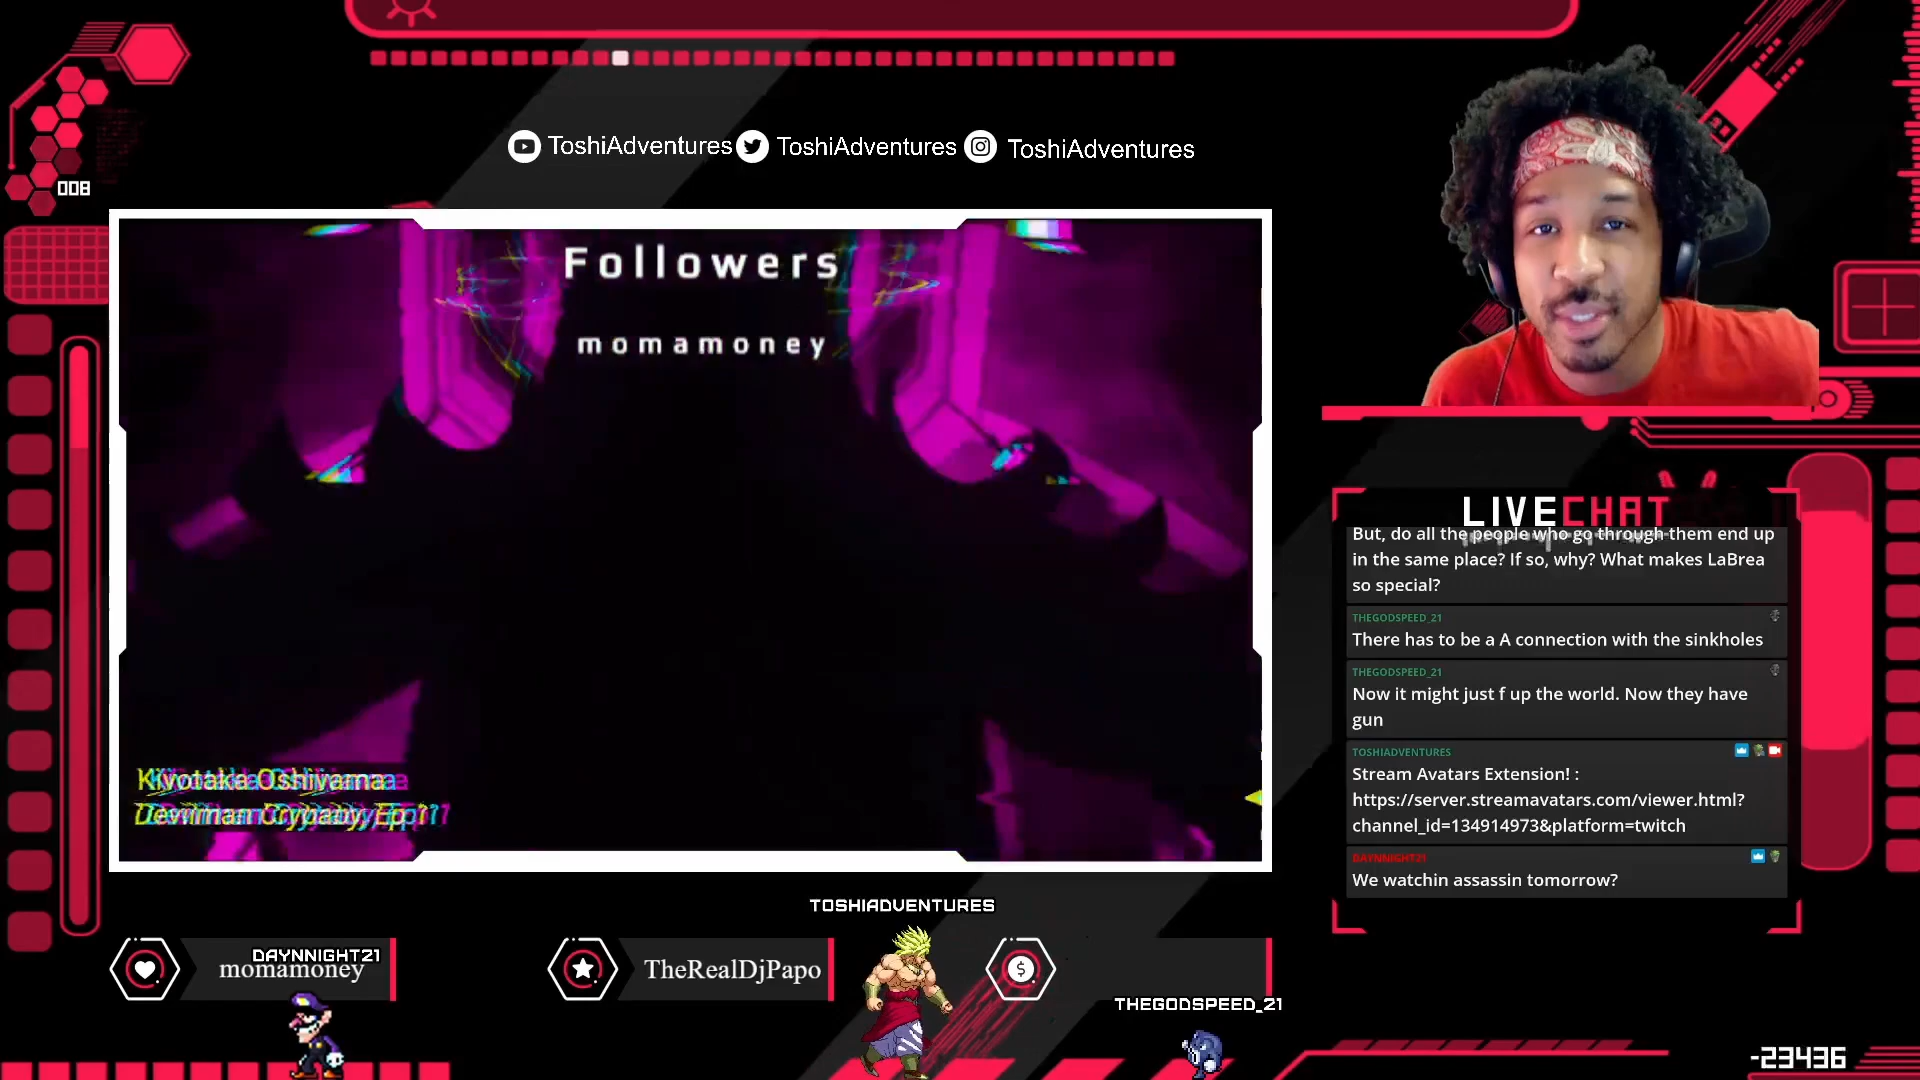 ToshiAdventures ToshiAdventures ToshiAdventures
008
Followers
momamoney
Kiyotaka Oshiyama
Devilman Crybaby, Ep
LIVECHAT
But, do all the people who go through them end up
in the same place? If so, why? What makes LaBrea
so special?
THEGODSPEED_21
There has to be a A connection with the sinkholes
THEGODSPEED_21
Now it might just f up the world. Now they have
gun
TOSHIADVENTURES
Stream Avatars Extension! :
https://server.streamavatars.com/viewer.html?
channel_id=134914973&platform=twitch
DAYNNIGHT21
We watchin assassin tomorrow?
TOSHIADVENTURES
DAYNNIGHT21
momamoney
TheRealDjPapo
THEGODSPEED_21
-23436